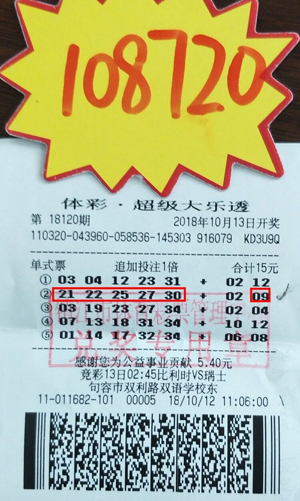 108720
体彩·超级大乐透
第 18120期 2018年10月13日开奖
110320-043960-058536-145303 916079 KD3U9Q
单式票 追加投注1倍 合计15元
① 03 04 12 23 31 + 02 12
② 21 22 25 27 30 + 02 09
③ 03 19 23 27 34 + 02 04
④ 07 13 18 31 34 + 10 12
⑤ 01 14 17 32 34 + 06 08
兑奖专用章
感谢您为公益事业贡献 5.40元
竞彩13日02:45比利时VS瑞士
句容市双利路双语学校东
11-011682-101 00005 18/10/12 11:06:00